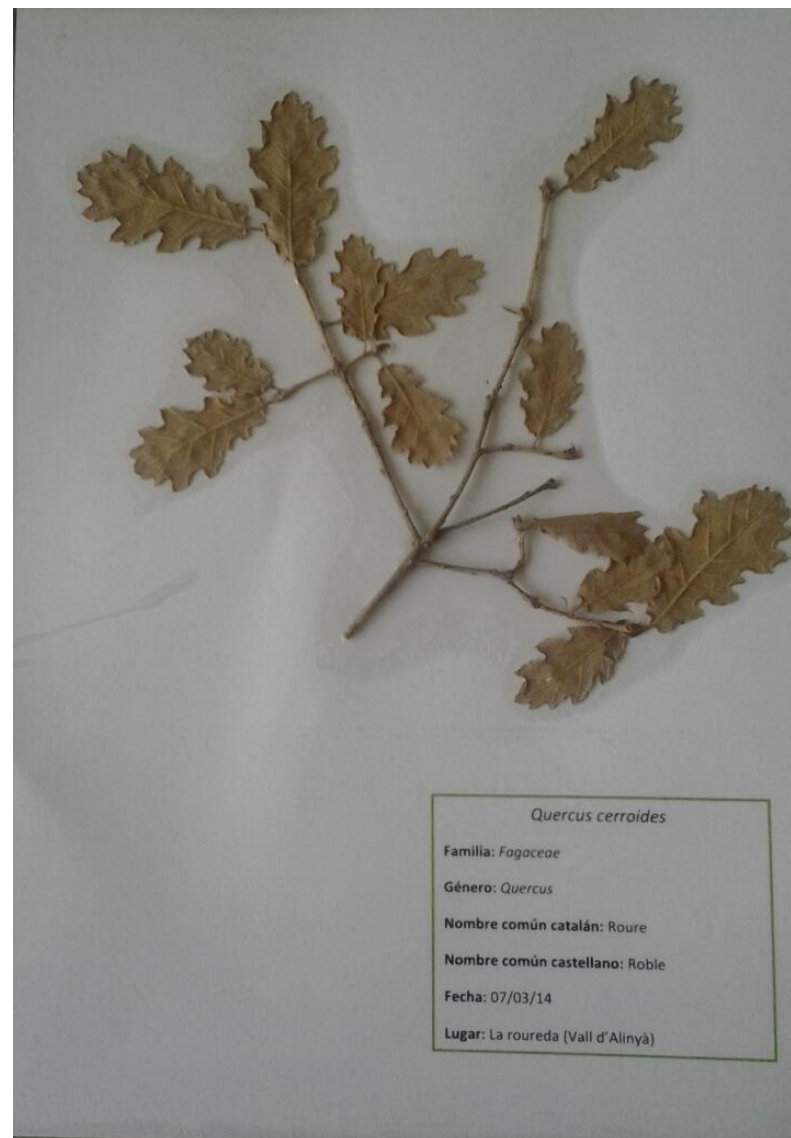 Quercus cerroides
Familia: Fagaceae
Género: Quercus
Nombre común catalán: Roure
Nombre común castellano: Roble
Fecha: 07/03/14
Lugar: La roureda (Vall d'Alinyà)